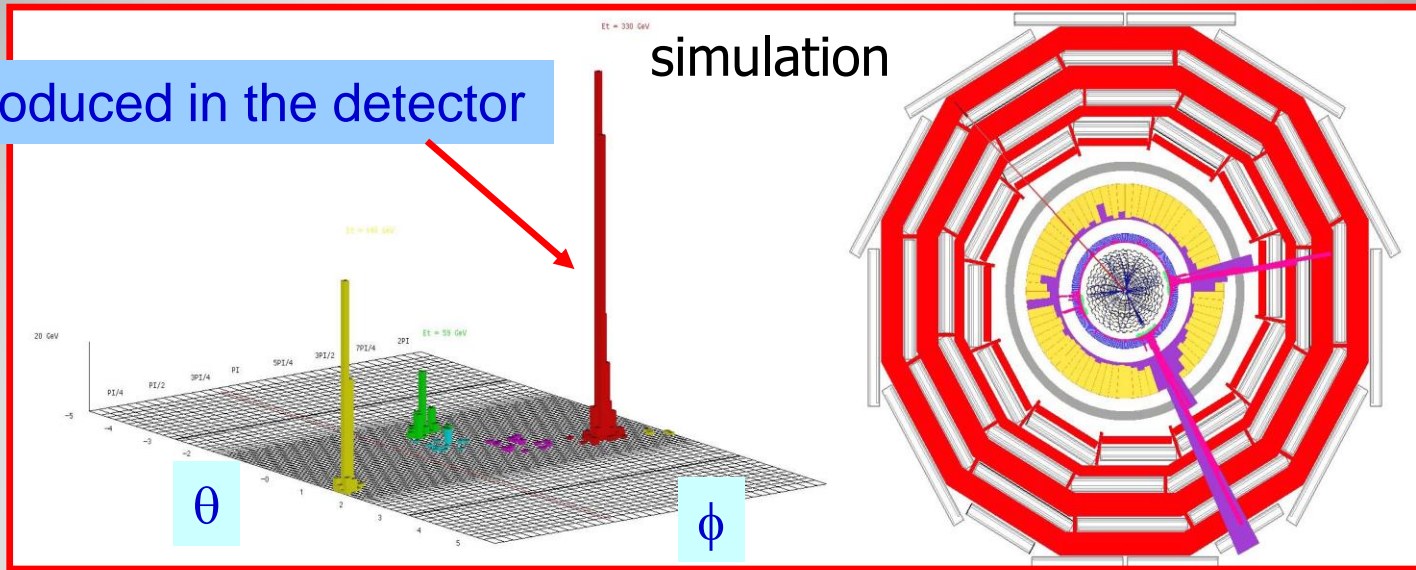 Et = 330 GeV
simulation
oduced in the detector
Et = 59 GeV
20 GeV
PI/4
PI/2
3PI/4
PI
5PI/4
3PI/2
7PI/4
2PI
-5
-4
-3
-2
-0
1
2
3
4
5
θ
φ